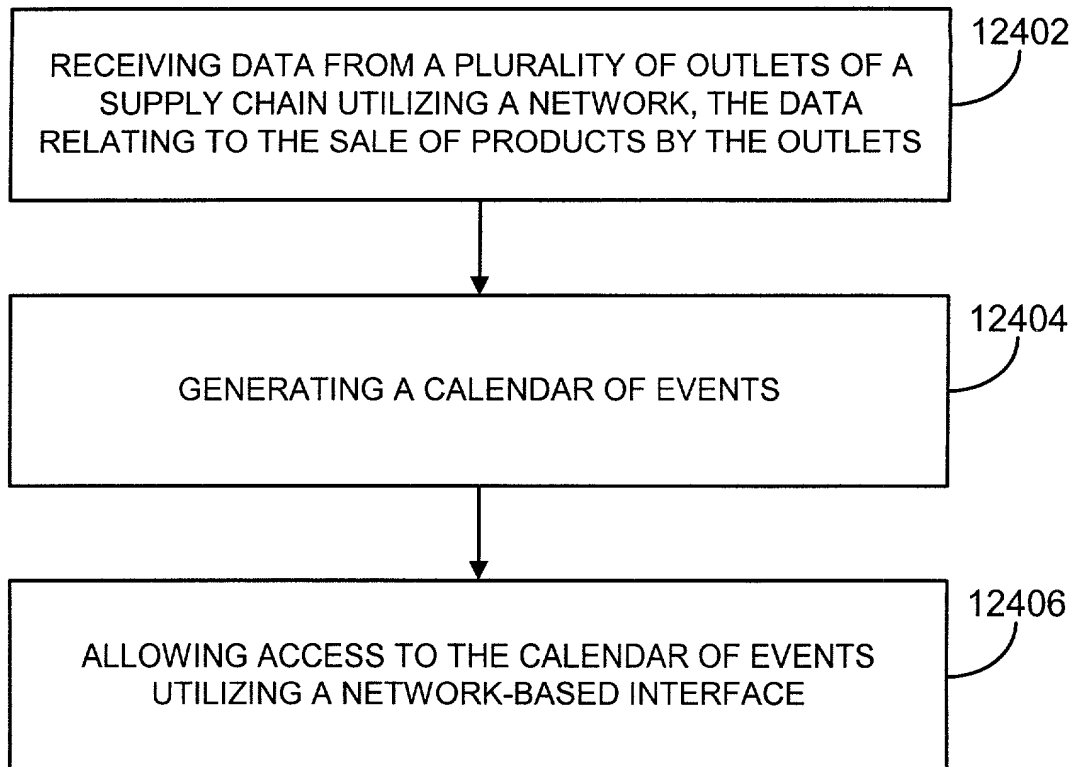 12402
RECEIVING DATA FROM A PLURALITY OF OUTLETS OF A
SUPPLY CHAIN UTILIZING A NETWORK, THE DATA
RELATING TO THE SALE OF PRODUCTS BY THE OUTLETS
12404
GENERATING A CALENDAR OF EVENTS
12406
ALLOWING ACCESS TO THE CALENDAR OF EVENTS
UTILIZING A NETWORK-BASED INTERFACE